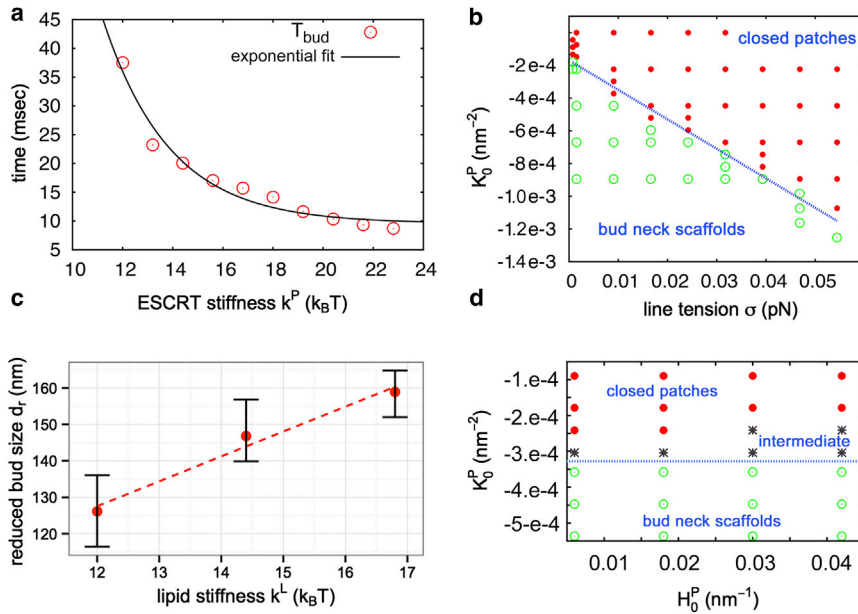 a
T_bud
exponential fit
time (msec)
45
40
35
30
25
20
15
10
5
10 12 14 16 18 20 22 24
ESCRT stiffness k^P (k_BT)
b
closed patches
bud neck scaffolds
K_0^P (nm^-2)
-2e-4
-4e-4
-6e-4
-8e-4
-1.0e-3
-1.2e-3
-1.4e-3
0 0.01 0.02 0.03 0.04 0.05
line tension σ (pN)
c
reduced bud size d_r (nm)
160
150
140
130
120
12 13 14 15 16 17
lipid stiffness k^L (k_BT)
d
closed patches
intermediate
bud neck scaffolds
K_0^P (nm^-2)
-1e-4
-2e-4
-3e-4
-4e-4
-5e-4
0.01 0.02 0.03 0.04
H_0^P (nm^-1)